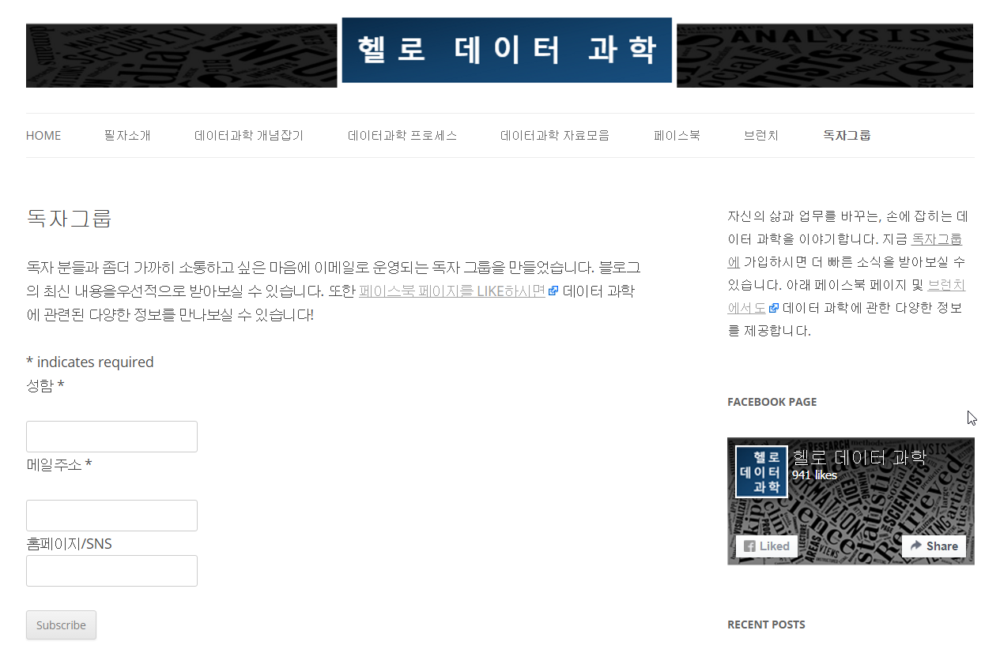 헬로 데이터 과학
HOME 필자소개 데이터과학 개념잡기 데이터과학 프로세스 데이터과학 자료모음 페이스북 브런치 독자그룹
독자그룹
독자 분들과 좀더 가까히 소통하고 싶은 마음에 이메일로 운영되는 독자 그룹을 만들었습니다. 블로그
의 최신 내용을우선적으로 받아보실 수 있습니다. 또한 페이스북 페이지를 LIKE하시면 데이터 과학
에 관련된 다양한 정보를 만나보실 수 있습니다!
* indicates required
성함 *
메일주소 *
홈페이지/SNS
Subscribe
자신의 삶과 업무를 바꾸는, 손에 잡히는 데
이터 과학을 이야기합니다. 지금 독자그룹
에 가입하시면 더 빠른 소식을 받아보실 수
있습니다. 아래 페이스북 페이지 및 브런치
에서도 데이터 과학에 관한 다양한 정보
를 제공합니다.
FACEBOOK PAGE
헬로
데이터
과학
헬로 데이터 과학
941 likes
Liked
Share
RECENT POSTS